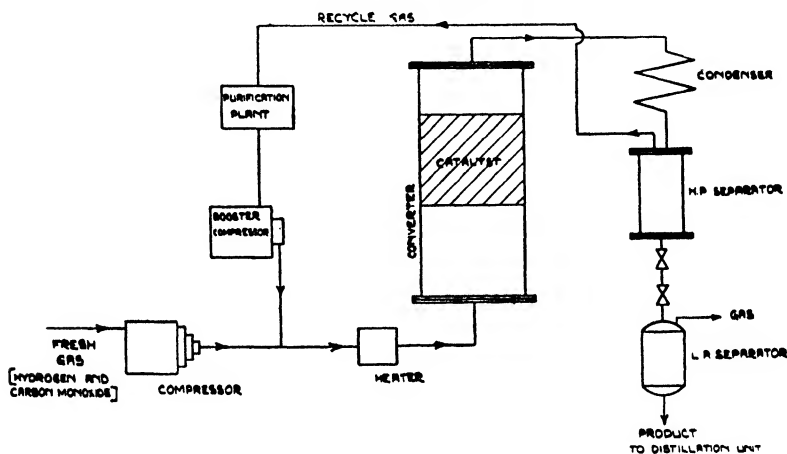 RECYCLE GAS
PURIFICATION
PLANT
CONDENSER
CATALYST
CONVERTER
H.P. SEPARATOR
BOOSTER
COMPRESSOR
FRESH
GAS
[HYDROGEN AND
CARBON MONOXIDE]
COMPRESSOR
HEATER
GAS
L.P. SEPARATOR
PRODUCT
TO DISTILLATION UNIT